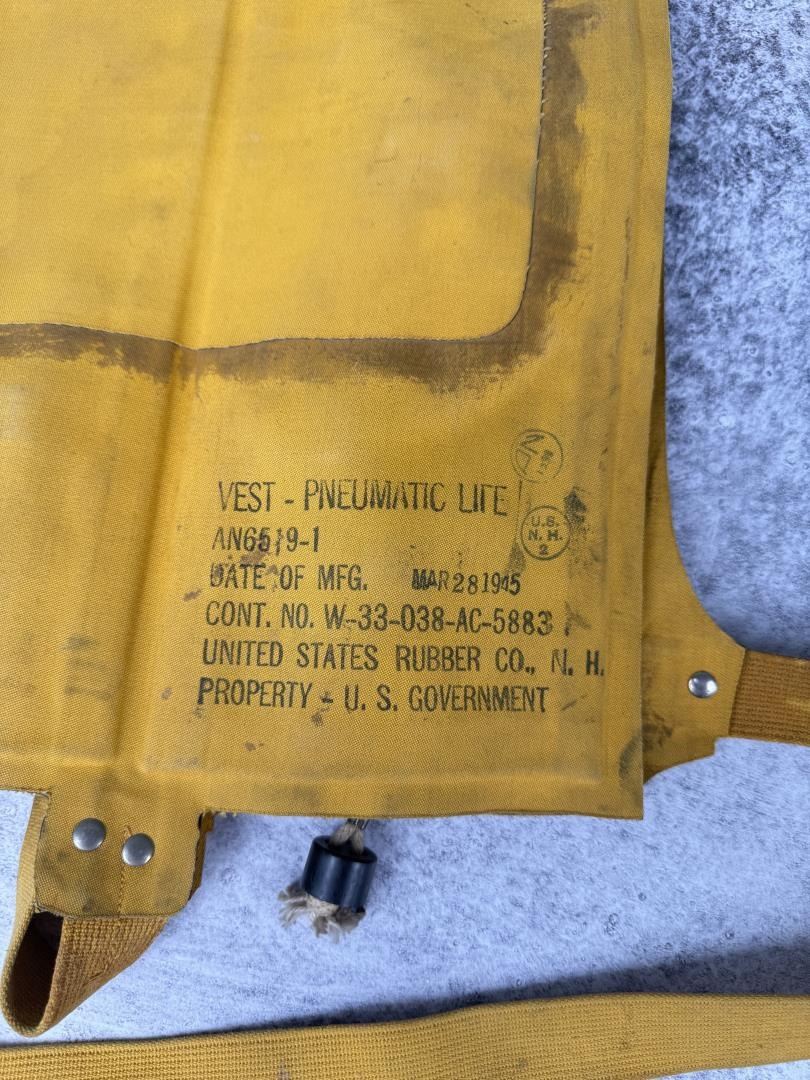 VEST - PNEUMATIC LIFE
AN6519-1
DATE OF MFG. MAR 28 1945
CONT. NO. W-33-038-AC-5883
UNITED STATES RUBBER CO., N. H.
PROPERTY - U. S. GOVERNMENT
U.S.
N. H.
2